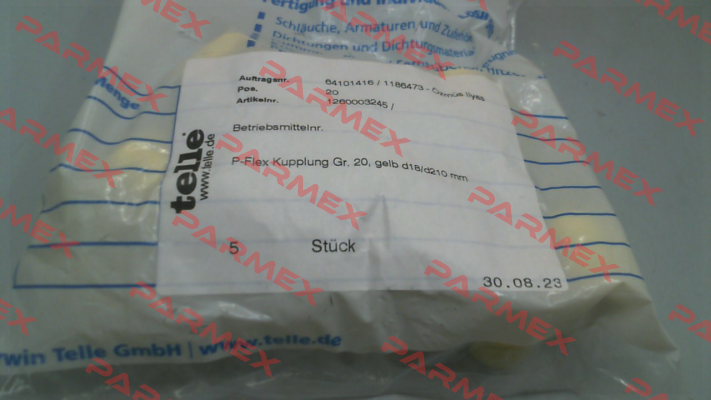 Fertigung und
Schläuche, Armaturen und Zubehör
Dichtungen und Dichtungsmaterial
Menge
Auftragsnr. 64101416 / 1186473 -
Pos. 20
Artikelnr. 1260003245 /
Betriebsmittelnr.
P-Flex Kupplung Gr. 20, gelb d18/d210 mm
telle
www.telle.de
5 Stück
30.08.23
rwin Telle GmbH | www.telle.de
PARMEX